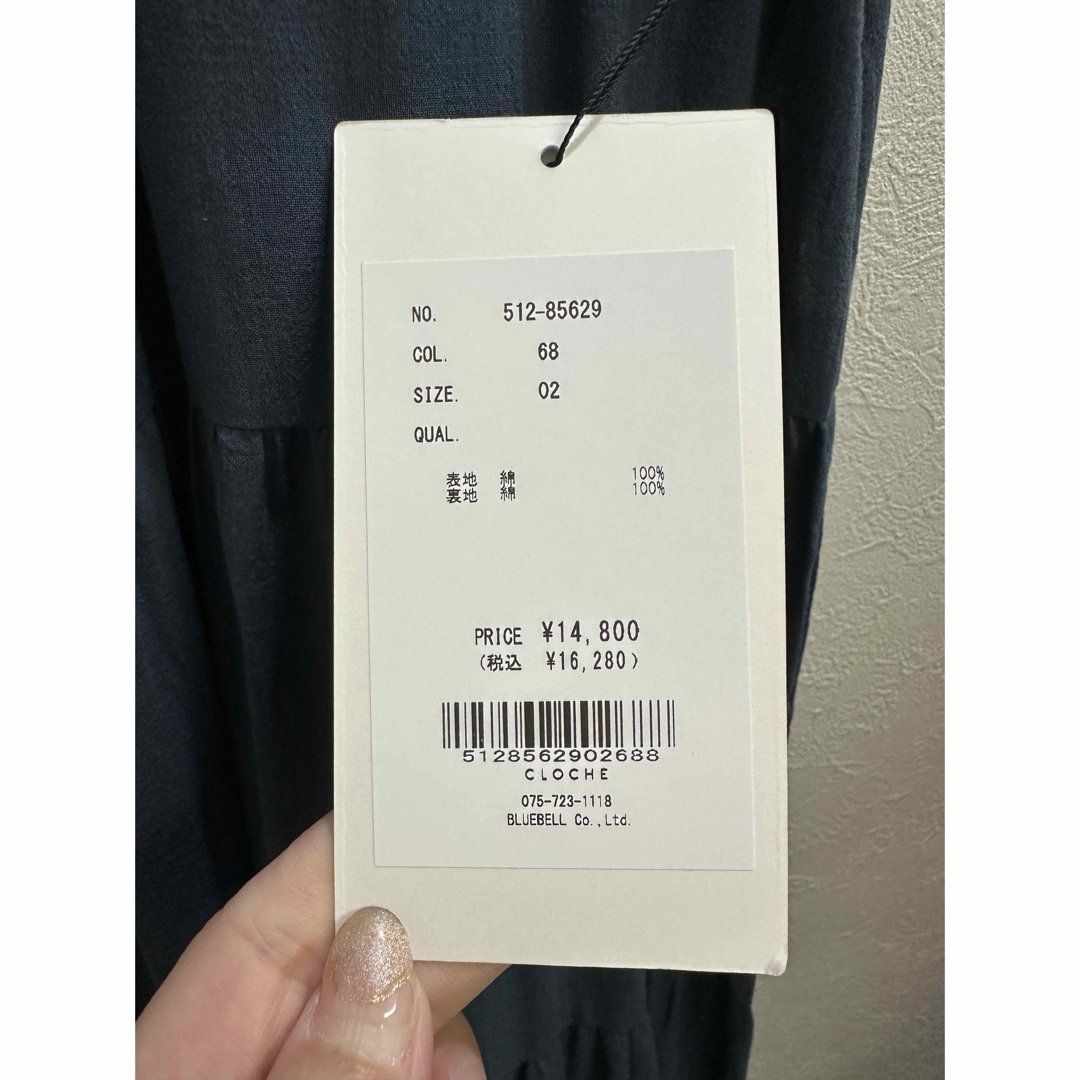 NO. 512-85629
COL. 68
SIZE. 02
QUAL.
表地 綿 100%
裏地 綿 100%
PRICE ¥14,800
(税込 ¥16,280)
5128562902688
CLOCHE
075-723-1118
BLUEBELL Co.,Ltd.